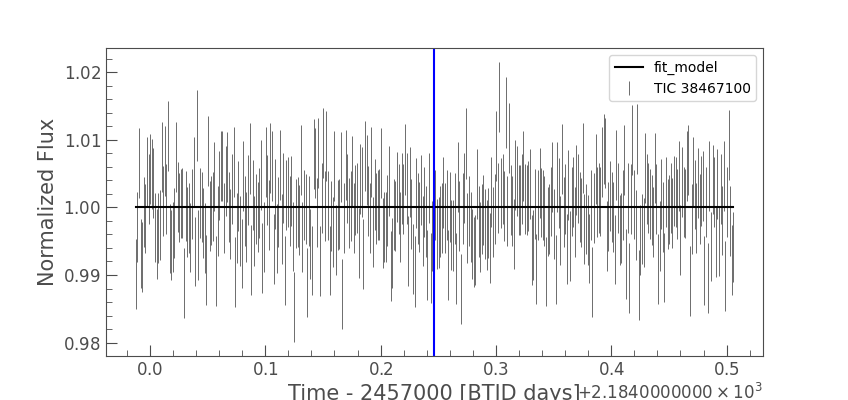 fit_model
TIC 38467100
Normalized Flux
1.02
1.01
1.00
0.99
0.98
0.0 0.1 0.2 0.3 0.4 0.5
Time - 2457000 [BTJD days]
+2.1840000000 × 10³